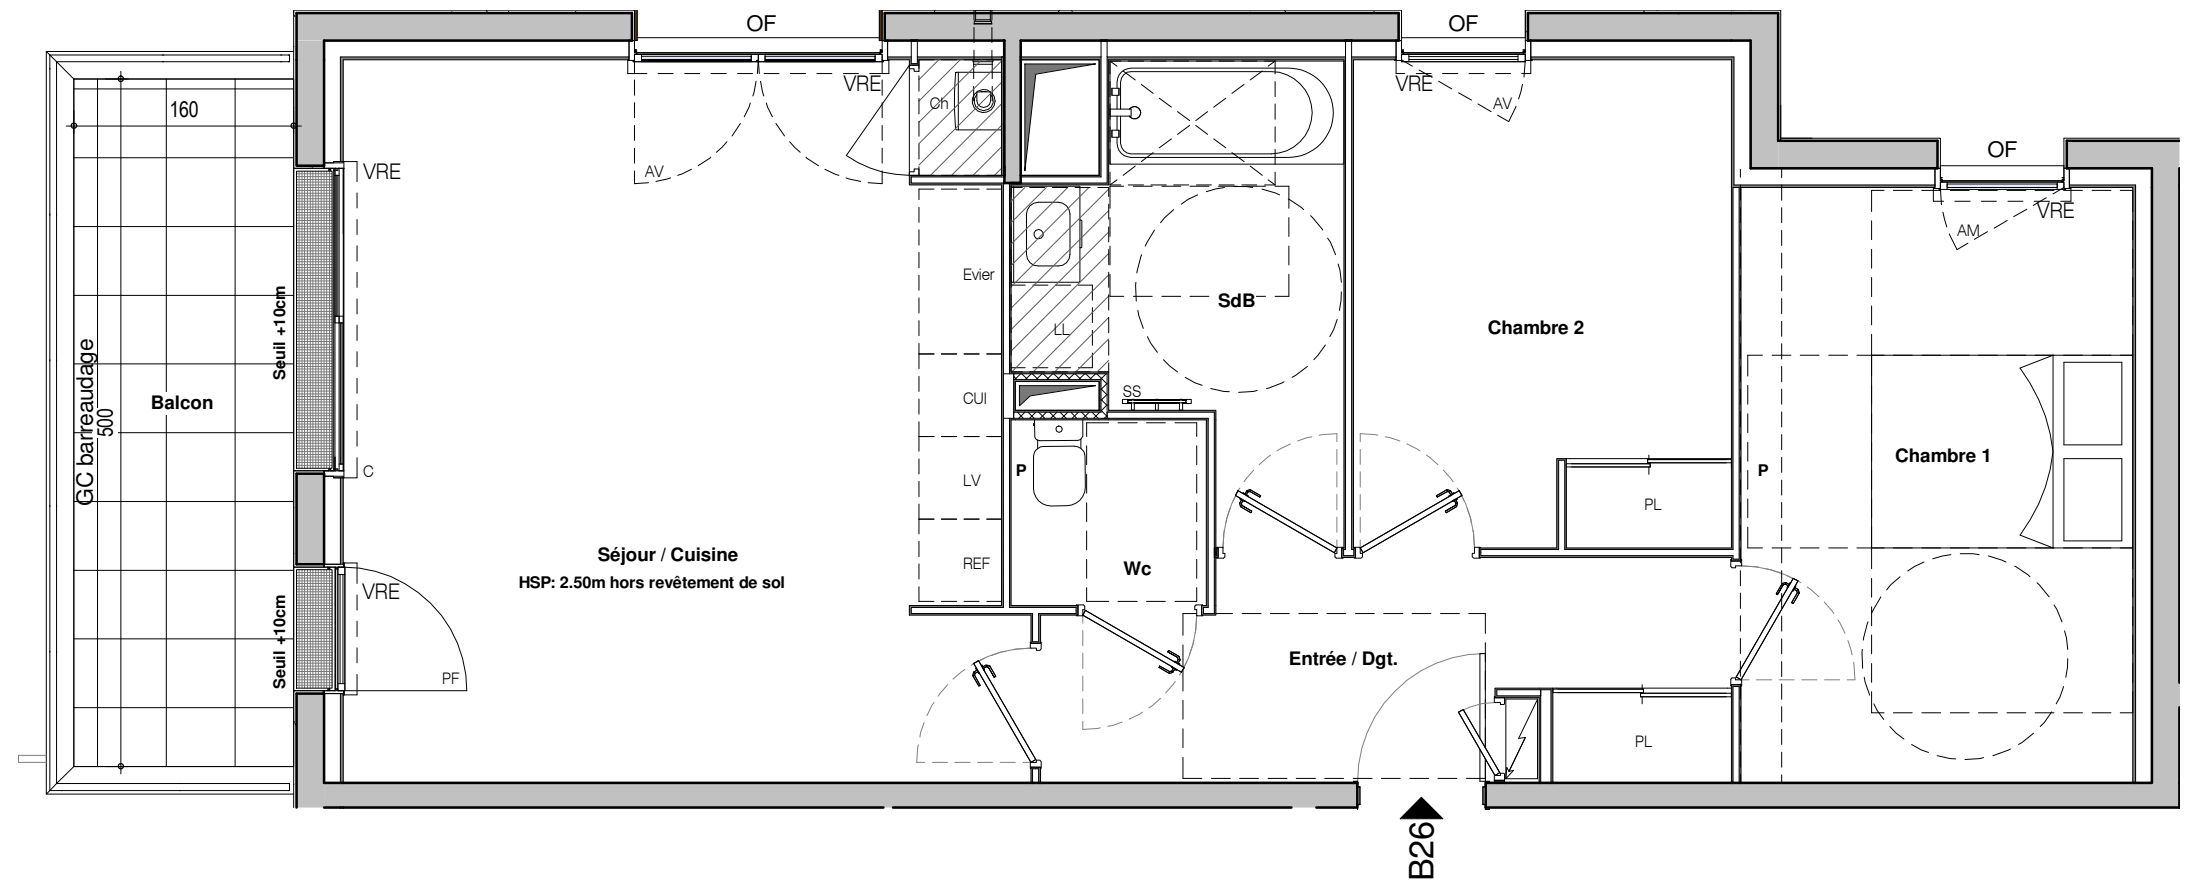 OF
OF
OF
160
VRE
AV
VRE
Ch
VRE
AV
VRE
AM
Evier
CUI
LV
REF
LL
SdB
SS
Chambre 2
Chambre 1
P
P
PL
PL
Seuil +10cm
GC barreaudage
500
Balcon
C
Séjour / Cuisine
HSP: 2.50m hors revêtement de sol
Wc
VRE
Seuil +10cm
PF
Entrée / Dgt.
B26